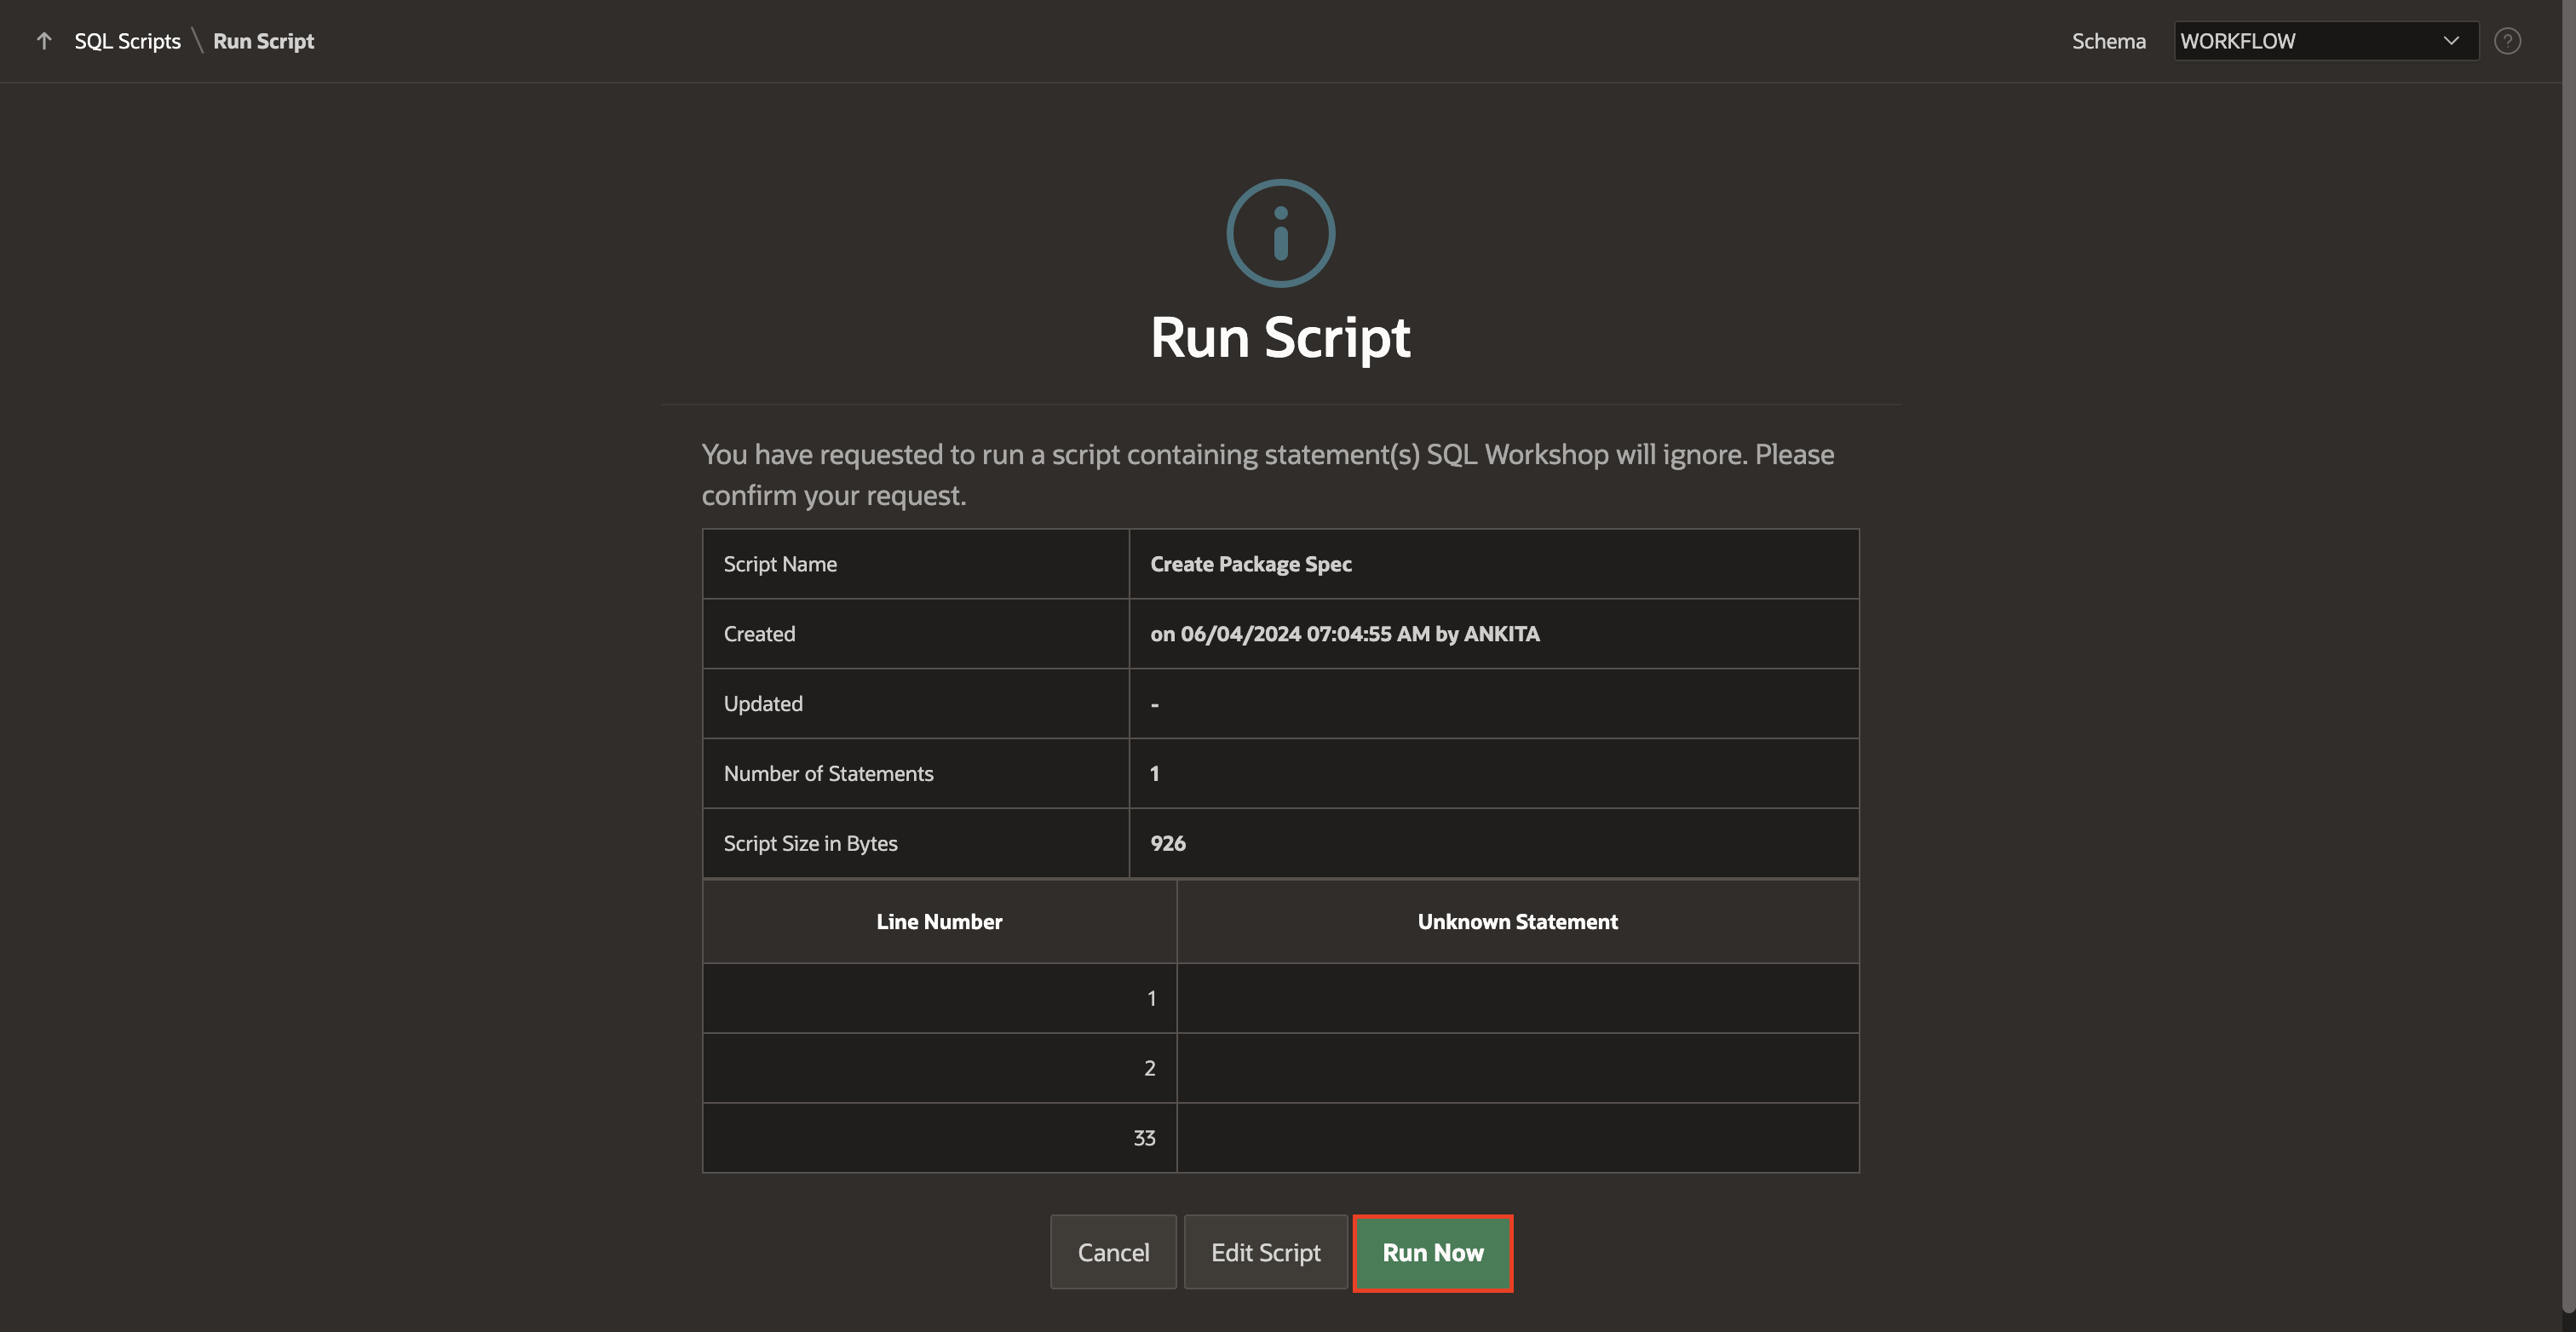 SQL Scripts \ Run Script
Schema WORKFLOW ?
Run Script
You have requested to run a script containing statement(s) SQL Workshop will ignore. Please
confirm your request.
Script Name Create Package Spec
Created on 06/04/2024 07:04:55 AM by ANKITA
Updated -
Number of Statements 1
Script Size in Bytes 926
Line Number Unknown Statement
1
2
33
Cancel Edit Script Run Now